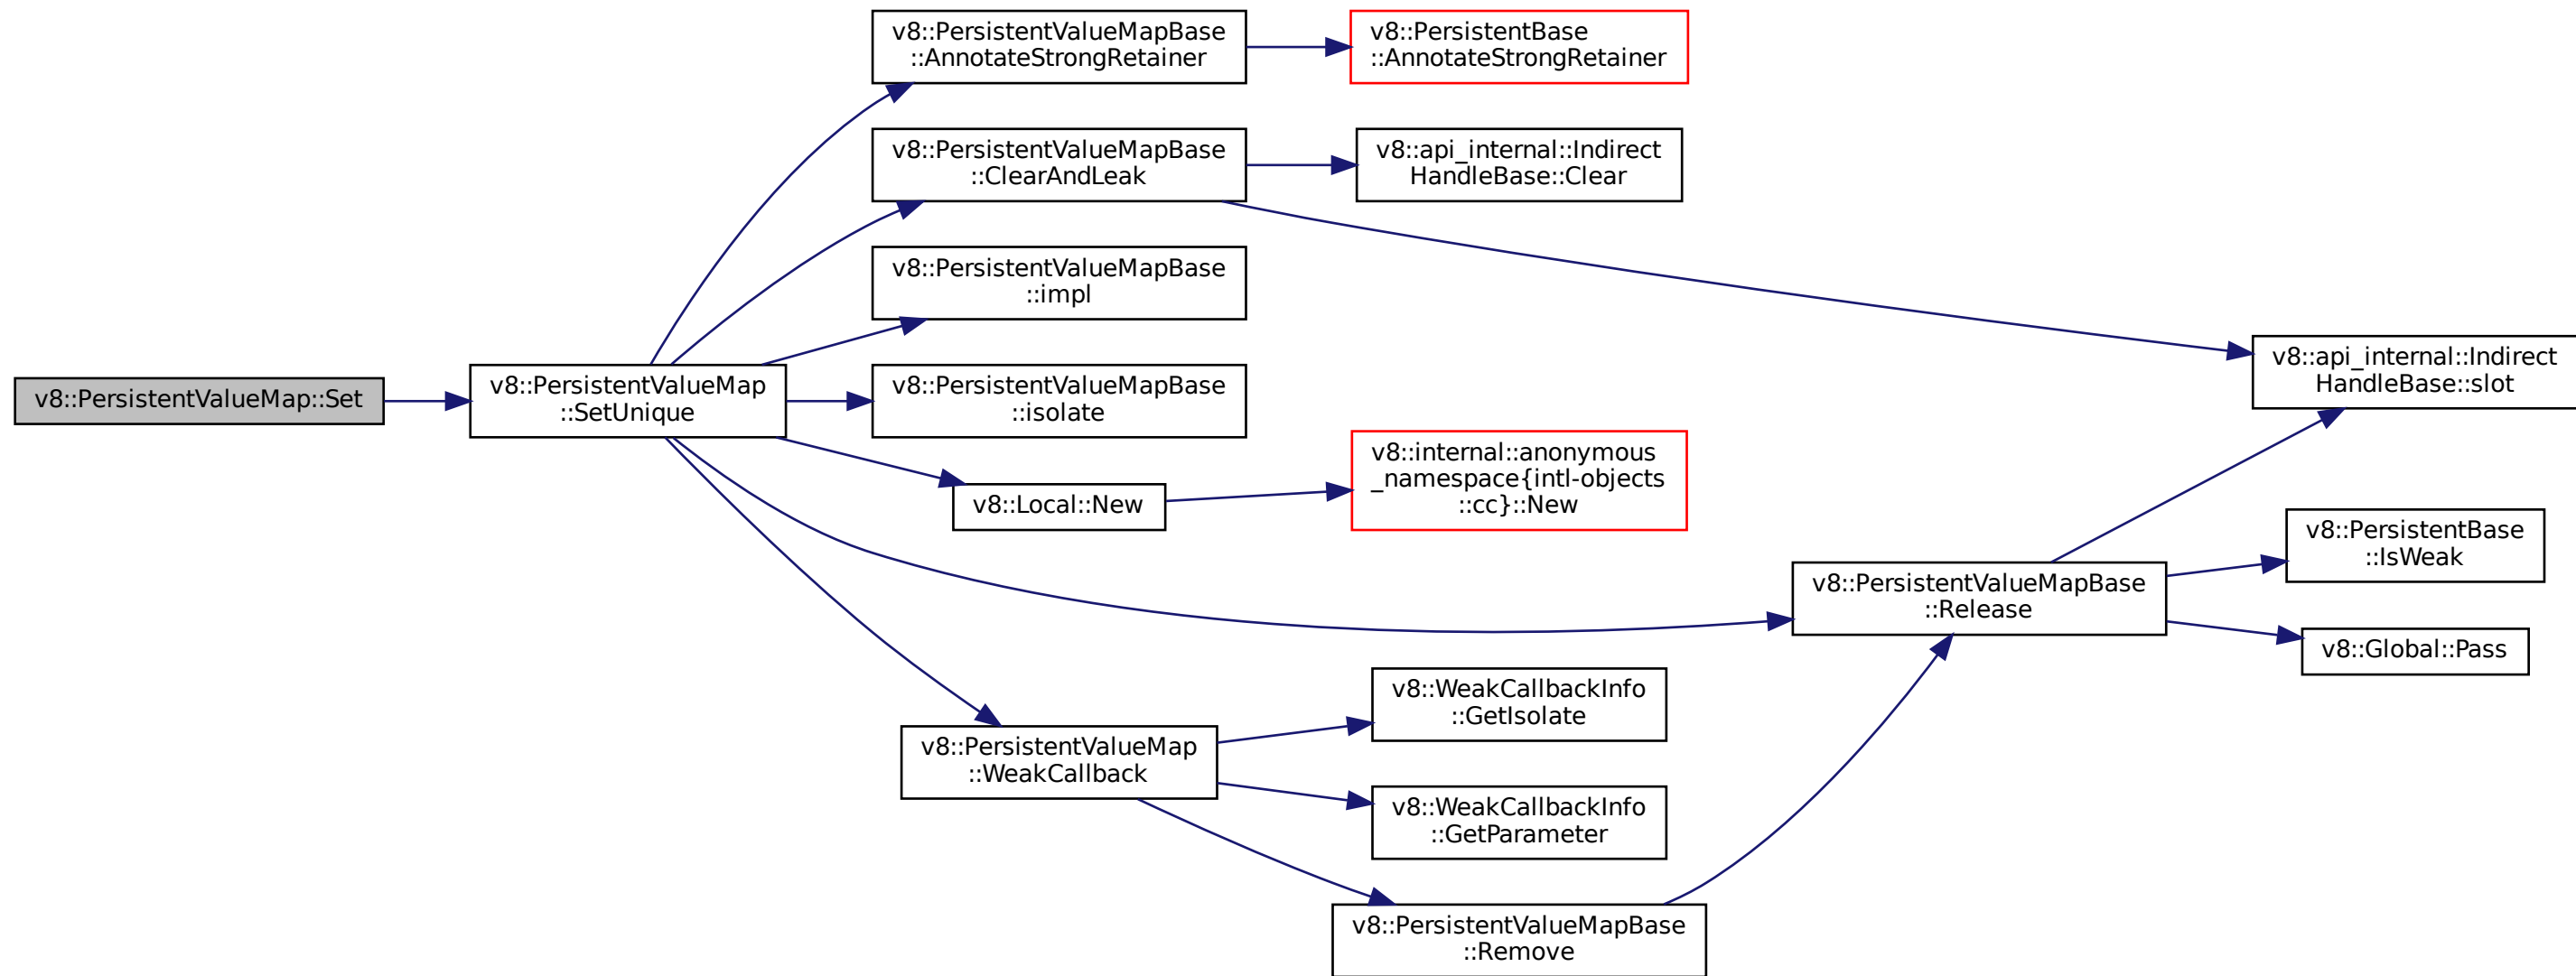 v8::PersistentValueMap::Set
v8::PersistentValueMap
::SetUnique
v8::PersistentValueMapBase
::AnnotateStrongRetainer
v8::PersistentBase
::AnnotateStrongRetainer
v8::PersistentValueMapBase
::ClearAndLeak
v8::api_internal::Indirect
HandleBase::Clear
v8::PersistentValueMapBase
::impl
v8::PersistentValueMapBase
::isolate
v8::Local::New
v8::internal::anonymous
_namespace{intl-objects
::cc}::New
v8::api_internal::Indirect
HandleBase::slot
v8::PersistentValueMapBase
::Release
v8::PersistentBase
::IsWeak
v8::Global::Pass
v8::PersistentValueMap
::WeakCallback
v8::WeakCallbackInfo
::GetIsolate
v8::WeakCallbackInfo
::GetParameter
v8::PersistentValueMapBase
::Remove